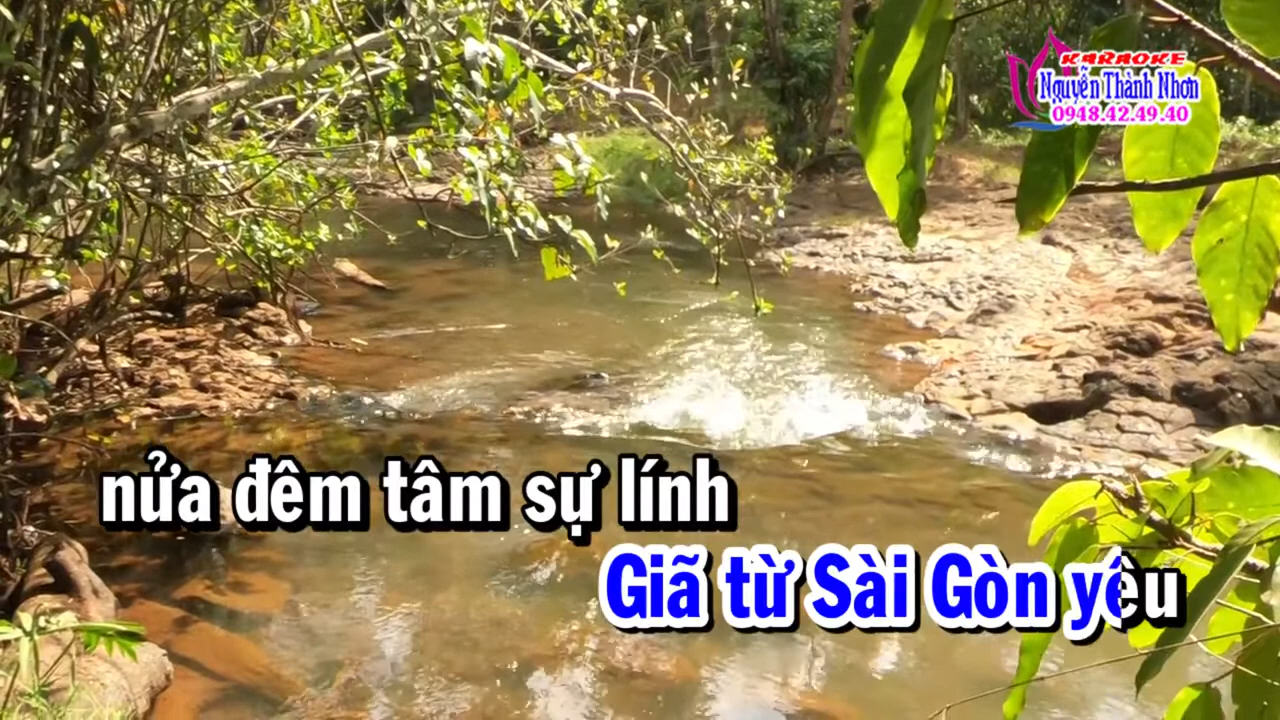 KARAOKE
Nguyễn Thành Nhơn
0948.42.49.40
nửa đêm tâm sự lính
Giã từ Sài Gòn yêu